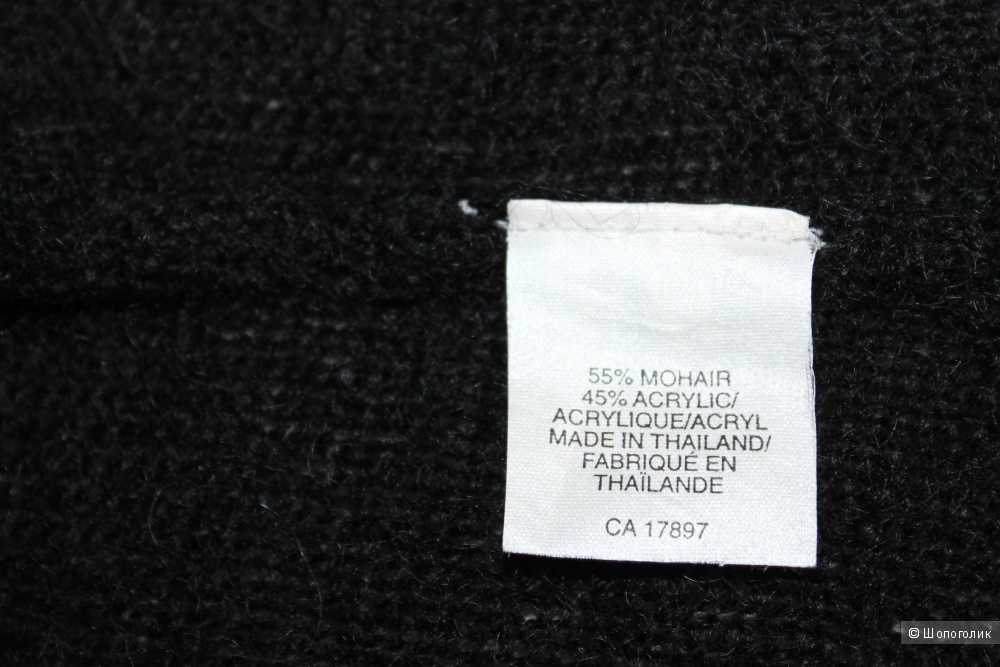 55% MOHAIR
45% ACRYLIC/
ACRYLIQUE/ACRYL
MADE IN THAILAND/
FABRIQUÉ EN
THAÏLANDE
CA 17897
© Шопоголик